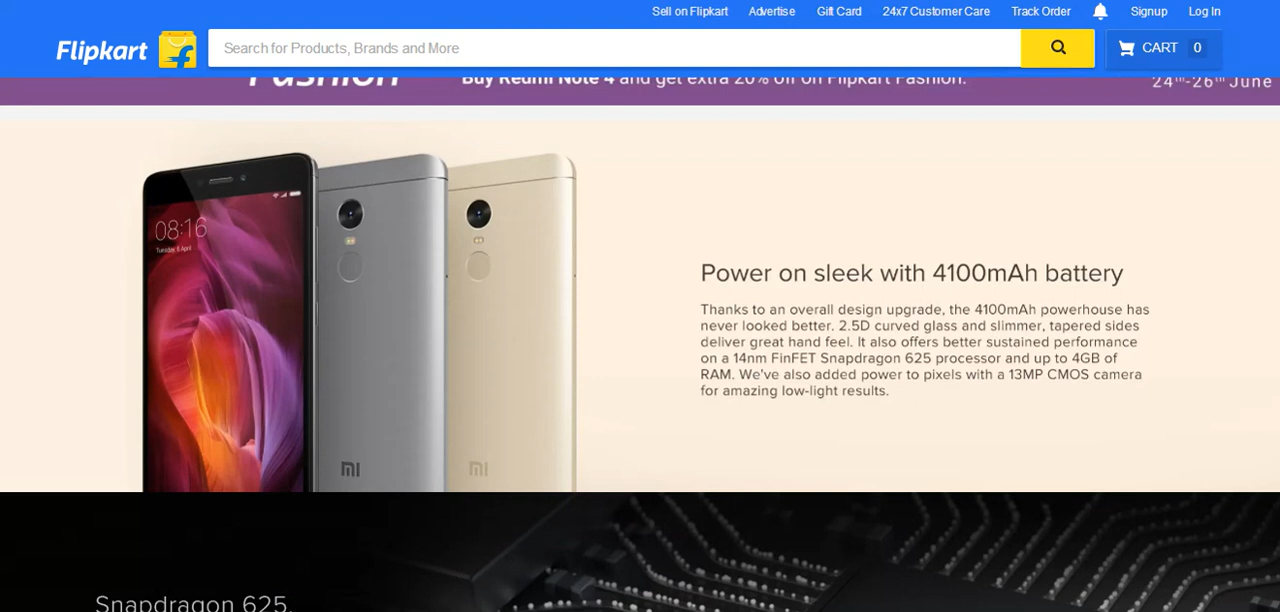 Sell on Flipkart Advertise Gift Card 24x7 Customer Care Track Order Signup Log In
Flipkart f Search for Products, Brands and More CART 0
Fashion Buy Redmi Note 4 and get extra 20% off on Flipkart Fashion. 24th-26th June
08:16
Tuesday, 6 April
Power on sleek with 4100mAh battery
Thanks to an overall design upgrade, the 4100mAh powerhouse has
never looked better. 2.5D curved glass and slimmer, tapered sides
deliver great hand feel. It also offers better sustained performance
on a 14nm FinFET Snapdragon 625 processor and up to 4GB of
RAM. We've also added power to pixels with a 13MP CMOS camera
for amazing low-light results.
MI MI
Snapdragon 625.